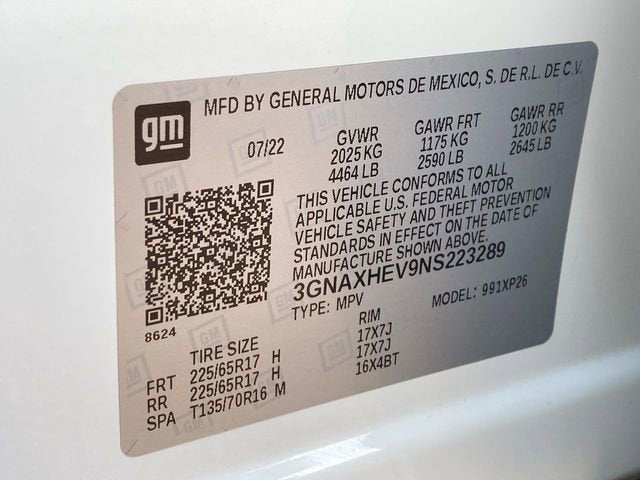 gm
MFD BY GENERAL MOTORS DE MEXICO, S. DE R.L. DE C.V.
07/22
GVWR GAWR FRT GAWR RR
2025 KG 1175 KG 1200 KG
4464 LB 2590 LB 2645 LB
THIS VEHICLE CONFORMS TO ALL
APPLICABLE U.S. FEDERAL MOTOR
VEHICLE SAFETY AND THEFT PREVENTION
STANDARDS IN EFFECT ON THE DATE OF
MANUFACTURE SHOWN ABOVE.
3GNAXHEV9NS223289
TYPE: MPV MODEL: 991XP26
8624
TIRE SIZE RIM
FRT 225/65R17 H 17X7J
RR 225/65R17 H 17X7J
SPA T135/70R16 M 16X4BT